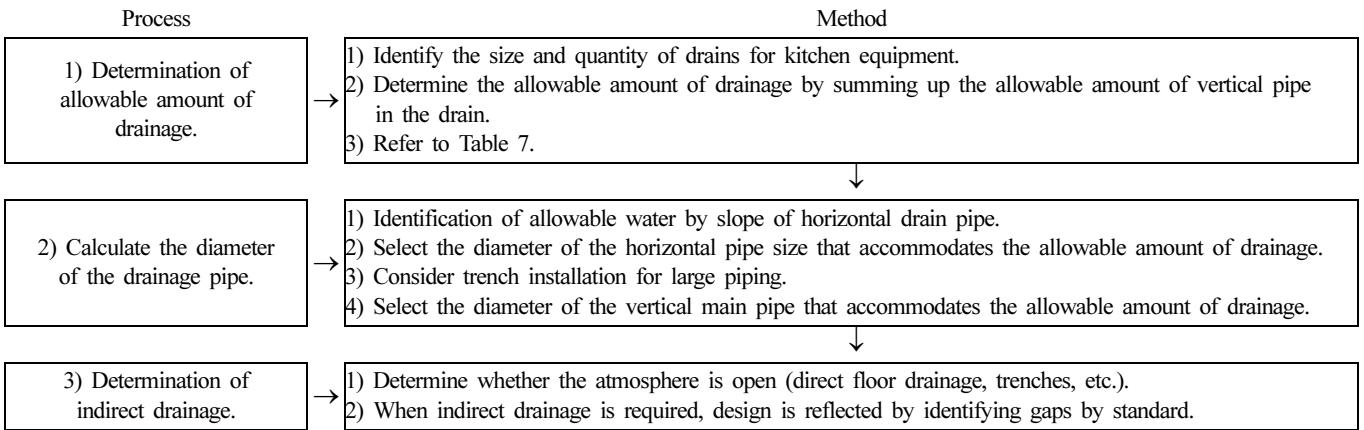 Process
Method
1) Determination of
allowable amount of
drainage.
→
1) Identify the size and quantity of drains for kitchen equipment.
2) Determine the allowable amount of drainage by summing up the allowable amount of vertical pipe
in the drain.
3) Refer to Table 7.
↓
2) Calculate the diameter
of the drainage pipe.
→
1) Identification of allowable water by slope of horizontal drain pipe.
2) Select the diameter of the horizontal pipe size that accommodates the allowable amount of drainage.
3) Consider trench installation for large piping.
4) Select the diameter of the vertical main pipe that accommodates the allowable amount of drainage.
↓
3) Determination of
indirect drainage.
→
1) Determine whether the atmosphere is open (direct floor drainage, trenches, etc.).
2) When indirect drainage is required, design is reflected by identifying gaps by standard.